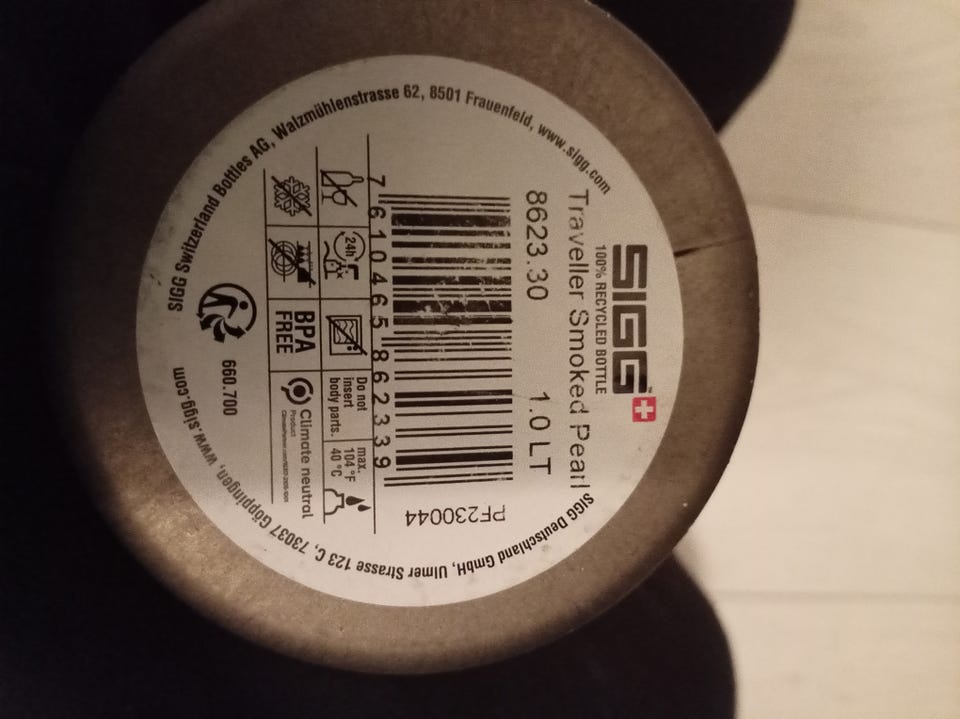 SIGG
100% RECYCLED BOTTLE
Traveller Smoked Pearl
8623.30 1.0 LT
7 610465 862339
24h
Do not
insert
body parts.
max.
104 °F
40 °C
BPA
FREE
Climate neutral
Product
660.700
PF230044
SIGG Switzerland Bottles AG, Walzmühlenstrasse 62, 8501 Frauenfeld, www.sigg.com
SIGG Deutschland GmbH, Ulmer Strasse 123 C, 73037 Göppingen, www.sigg.com